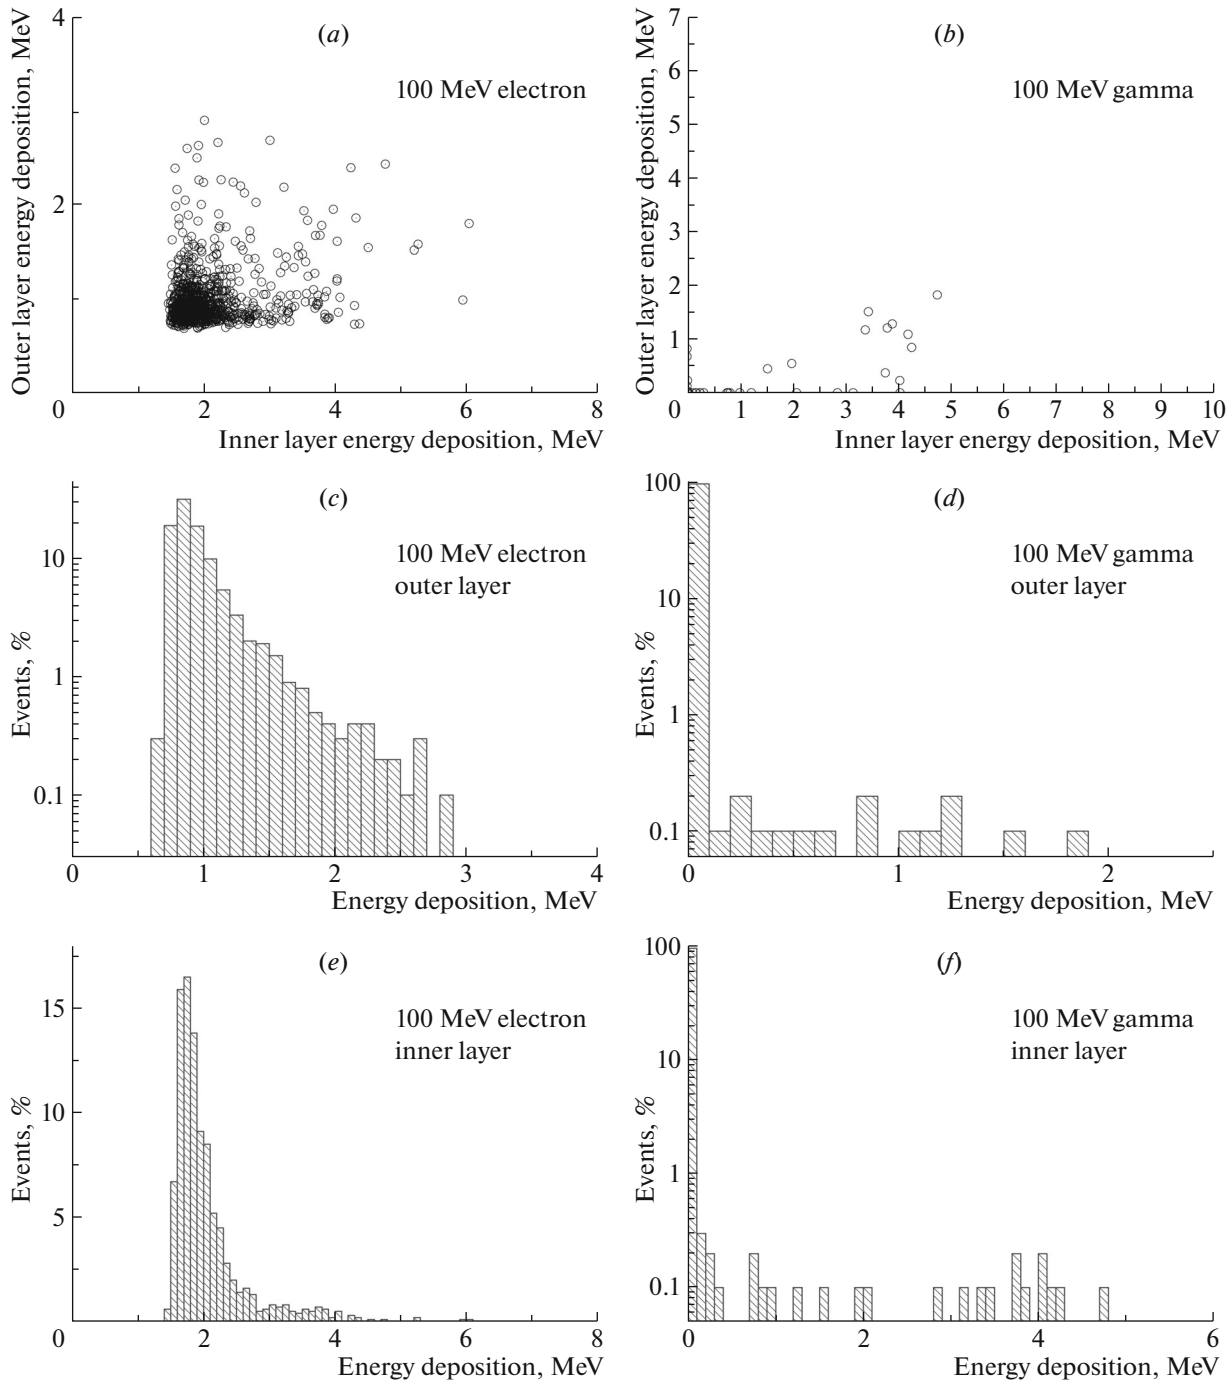 4
(a)
100 MeV electron
2
0
2
4
6
8
Outer layer energy deposition, MeV
Inner layer energy deposition, MeV
7
(b)
6
100 MeV gamma
5
4
3
2
1
0
1
2
3
4
5
6
7
8
9
10
Outer layer energy deposition, MeV
Inner layer energy deposition, MeV
(c)
100 MeV electron
outer layer
10
1
0.1
0
1
2
3
4
Events, %
Energy deposition, MeV
100
(d)
100 MeV gamma
outer layer
10
1
0.1
0
1
2
Events, %
Energy deposition, MeV
(e)
100 MeV electron
inner layer
15
10
5
0
2
4
6
8
Events, %
Energy deposition, MeV
100
(f)
100 MeV gamma
inner layer
10
1
0.1
0
2
4
6
Events, %
Energy deposition, MeV